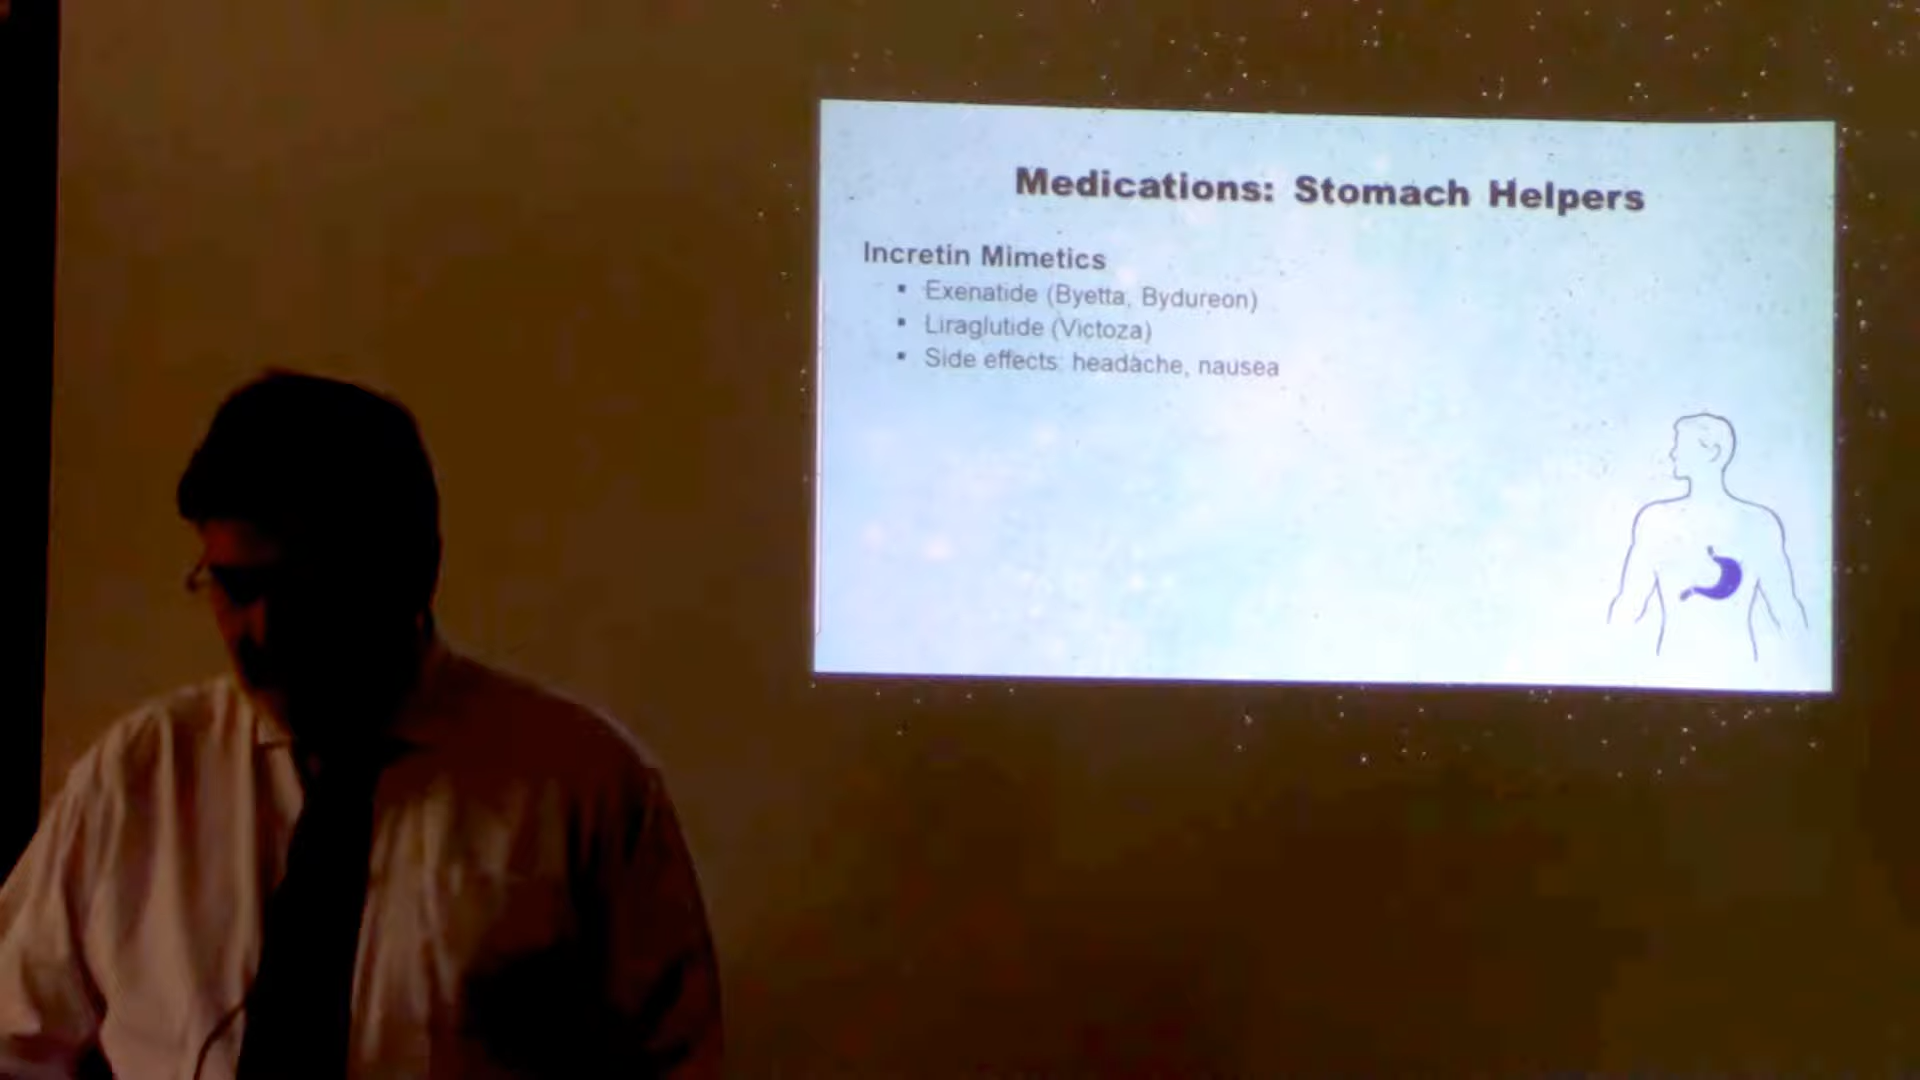 Medications: Stomach Helpers
Incretin Mimetics
▪ Exenatide (Byetta, Bydureon)
▪ Liraglutide (Victoza)
▪ Side effects: headache, nausea